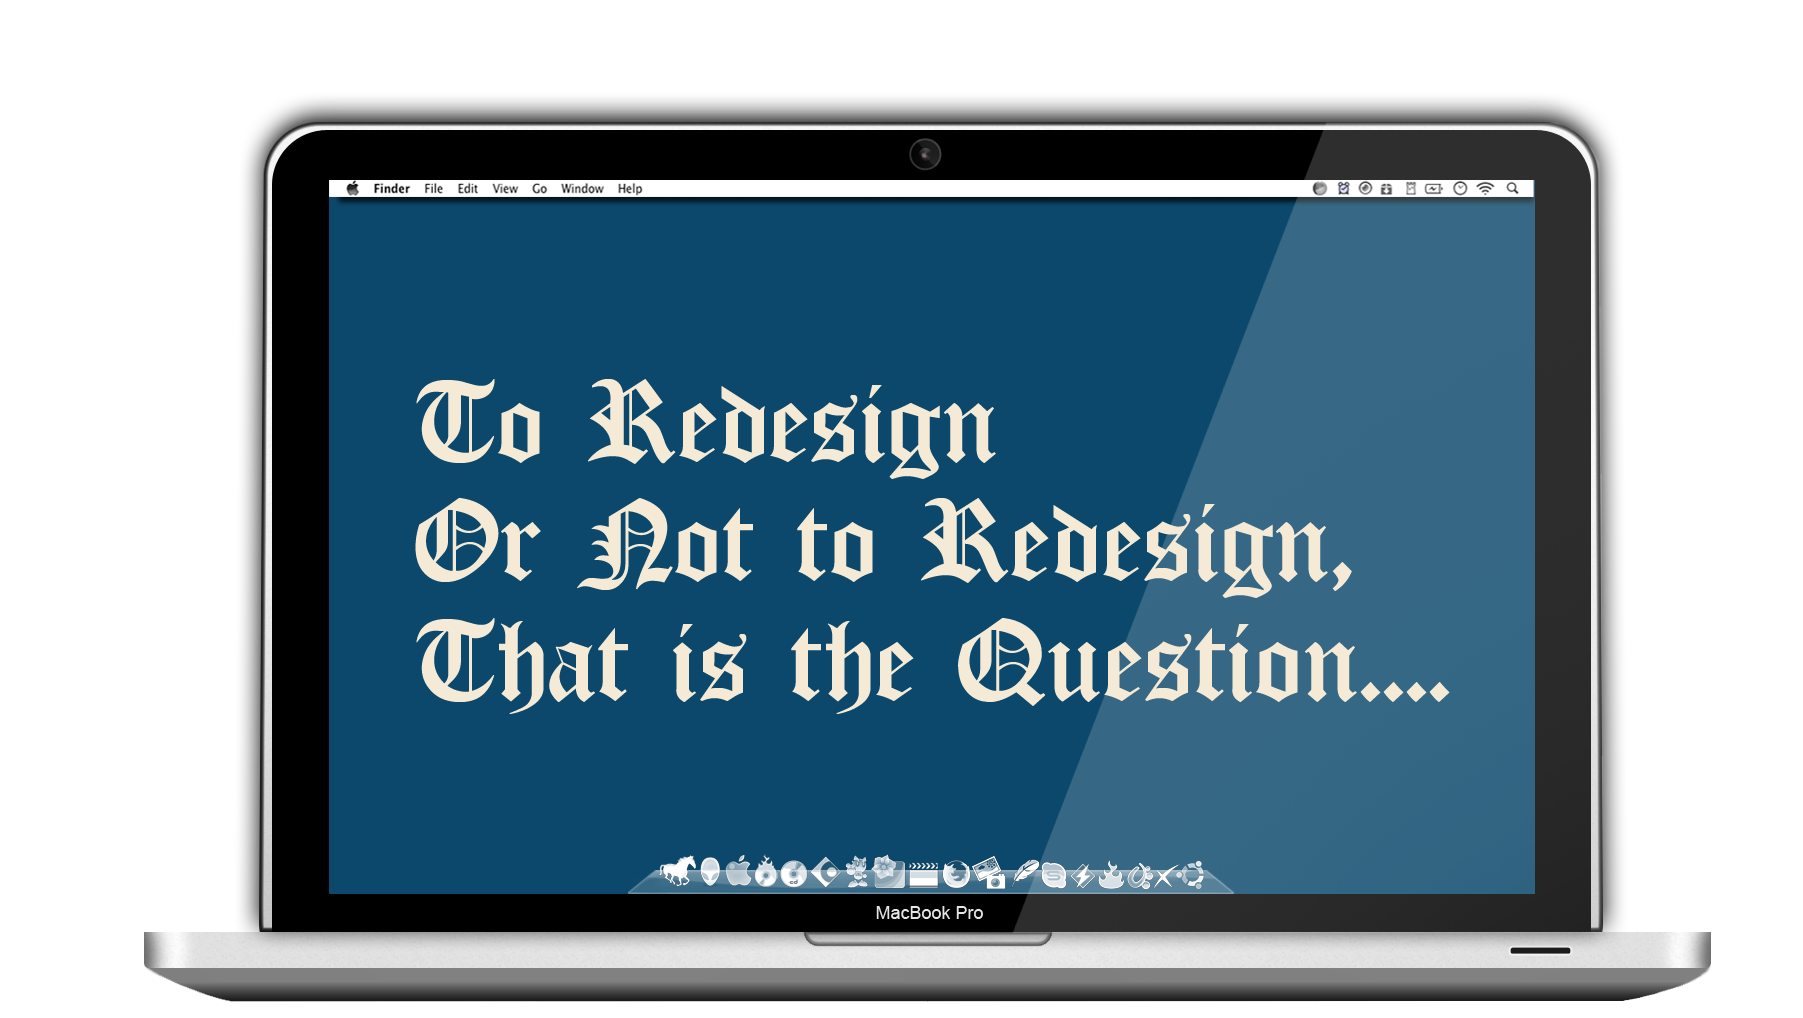 Finder File Edit View Go Window Help
To Redesign
Or Not to Redesign,
That is the Question....
MacBook Pro